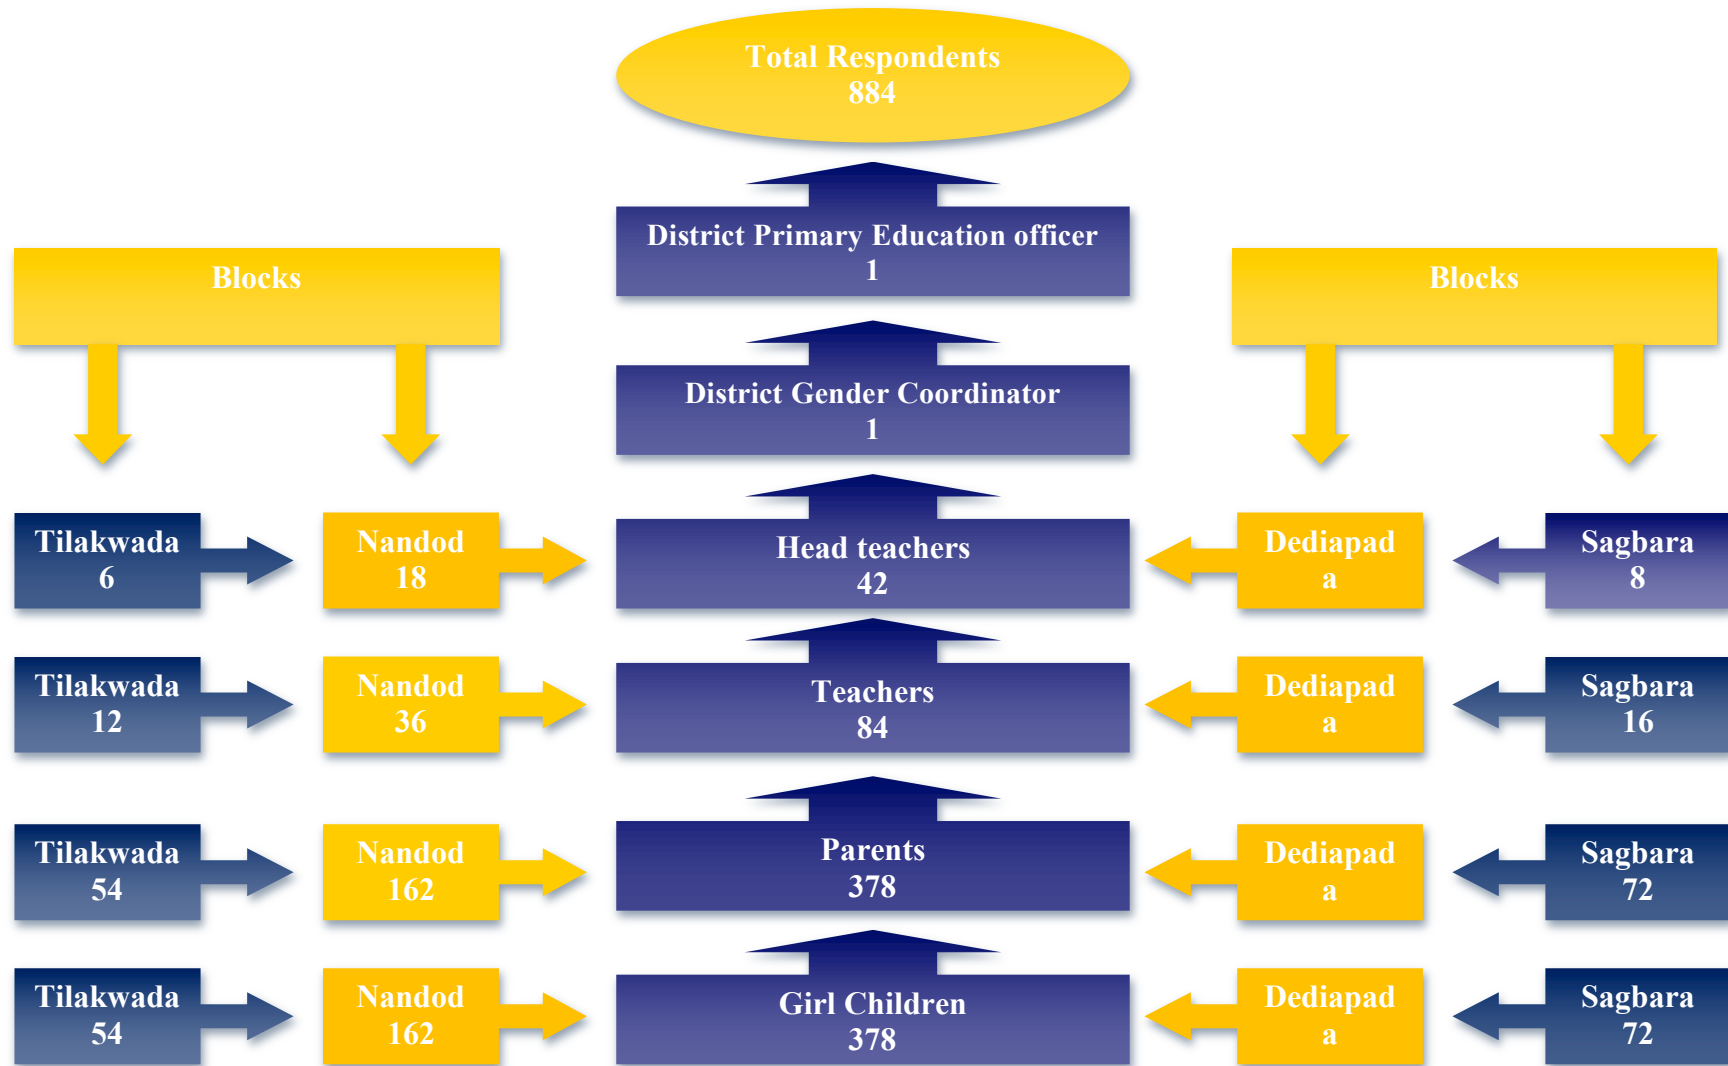 Total Respondents
884
District Primary Education officer
1
Blocks
Blocks
District Gender Coordinator
1
Tilakwada
6
Nandod
18
Head teachers
42
Dediapad
a
Sagbara
8
Tilakwada
12
Nandod
36
Teachers
84
Dediapad
a
Sagbara
16
Tilakwada
54
Nandod
162
Parents
378
Dediapad
a
Sagbara
72
Tilakwada
54
Nandod
162
Girl Children
378
Dediapad
a
Sagbara
72